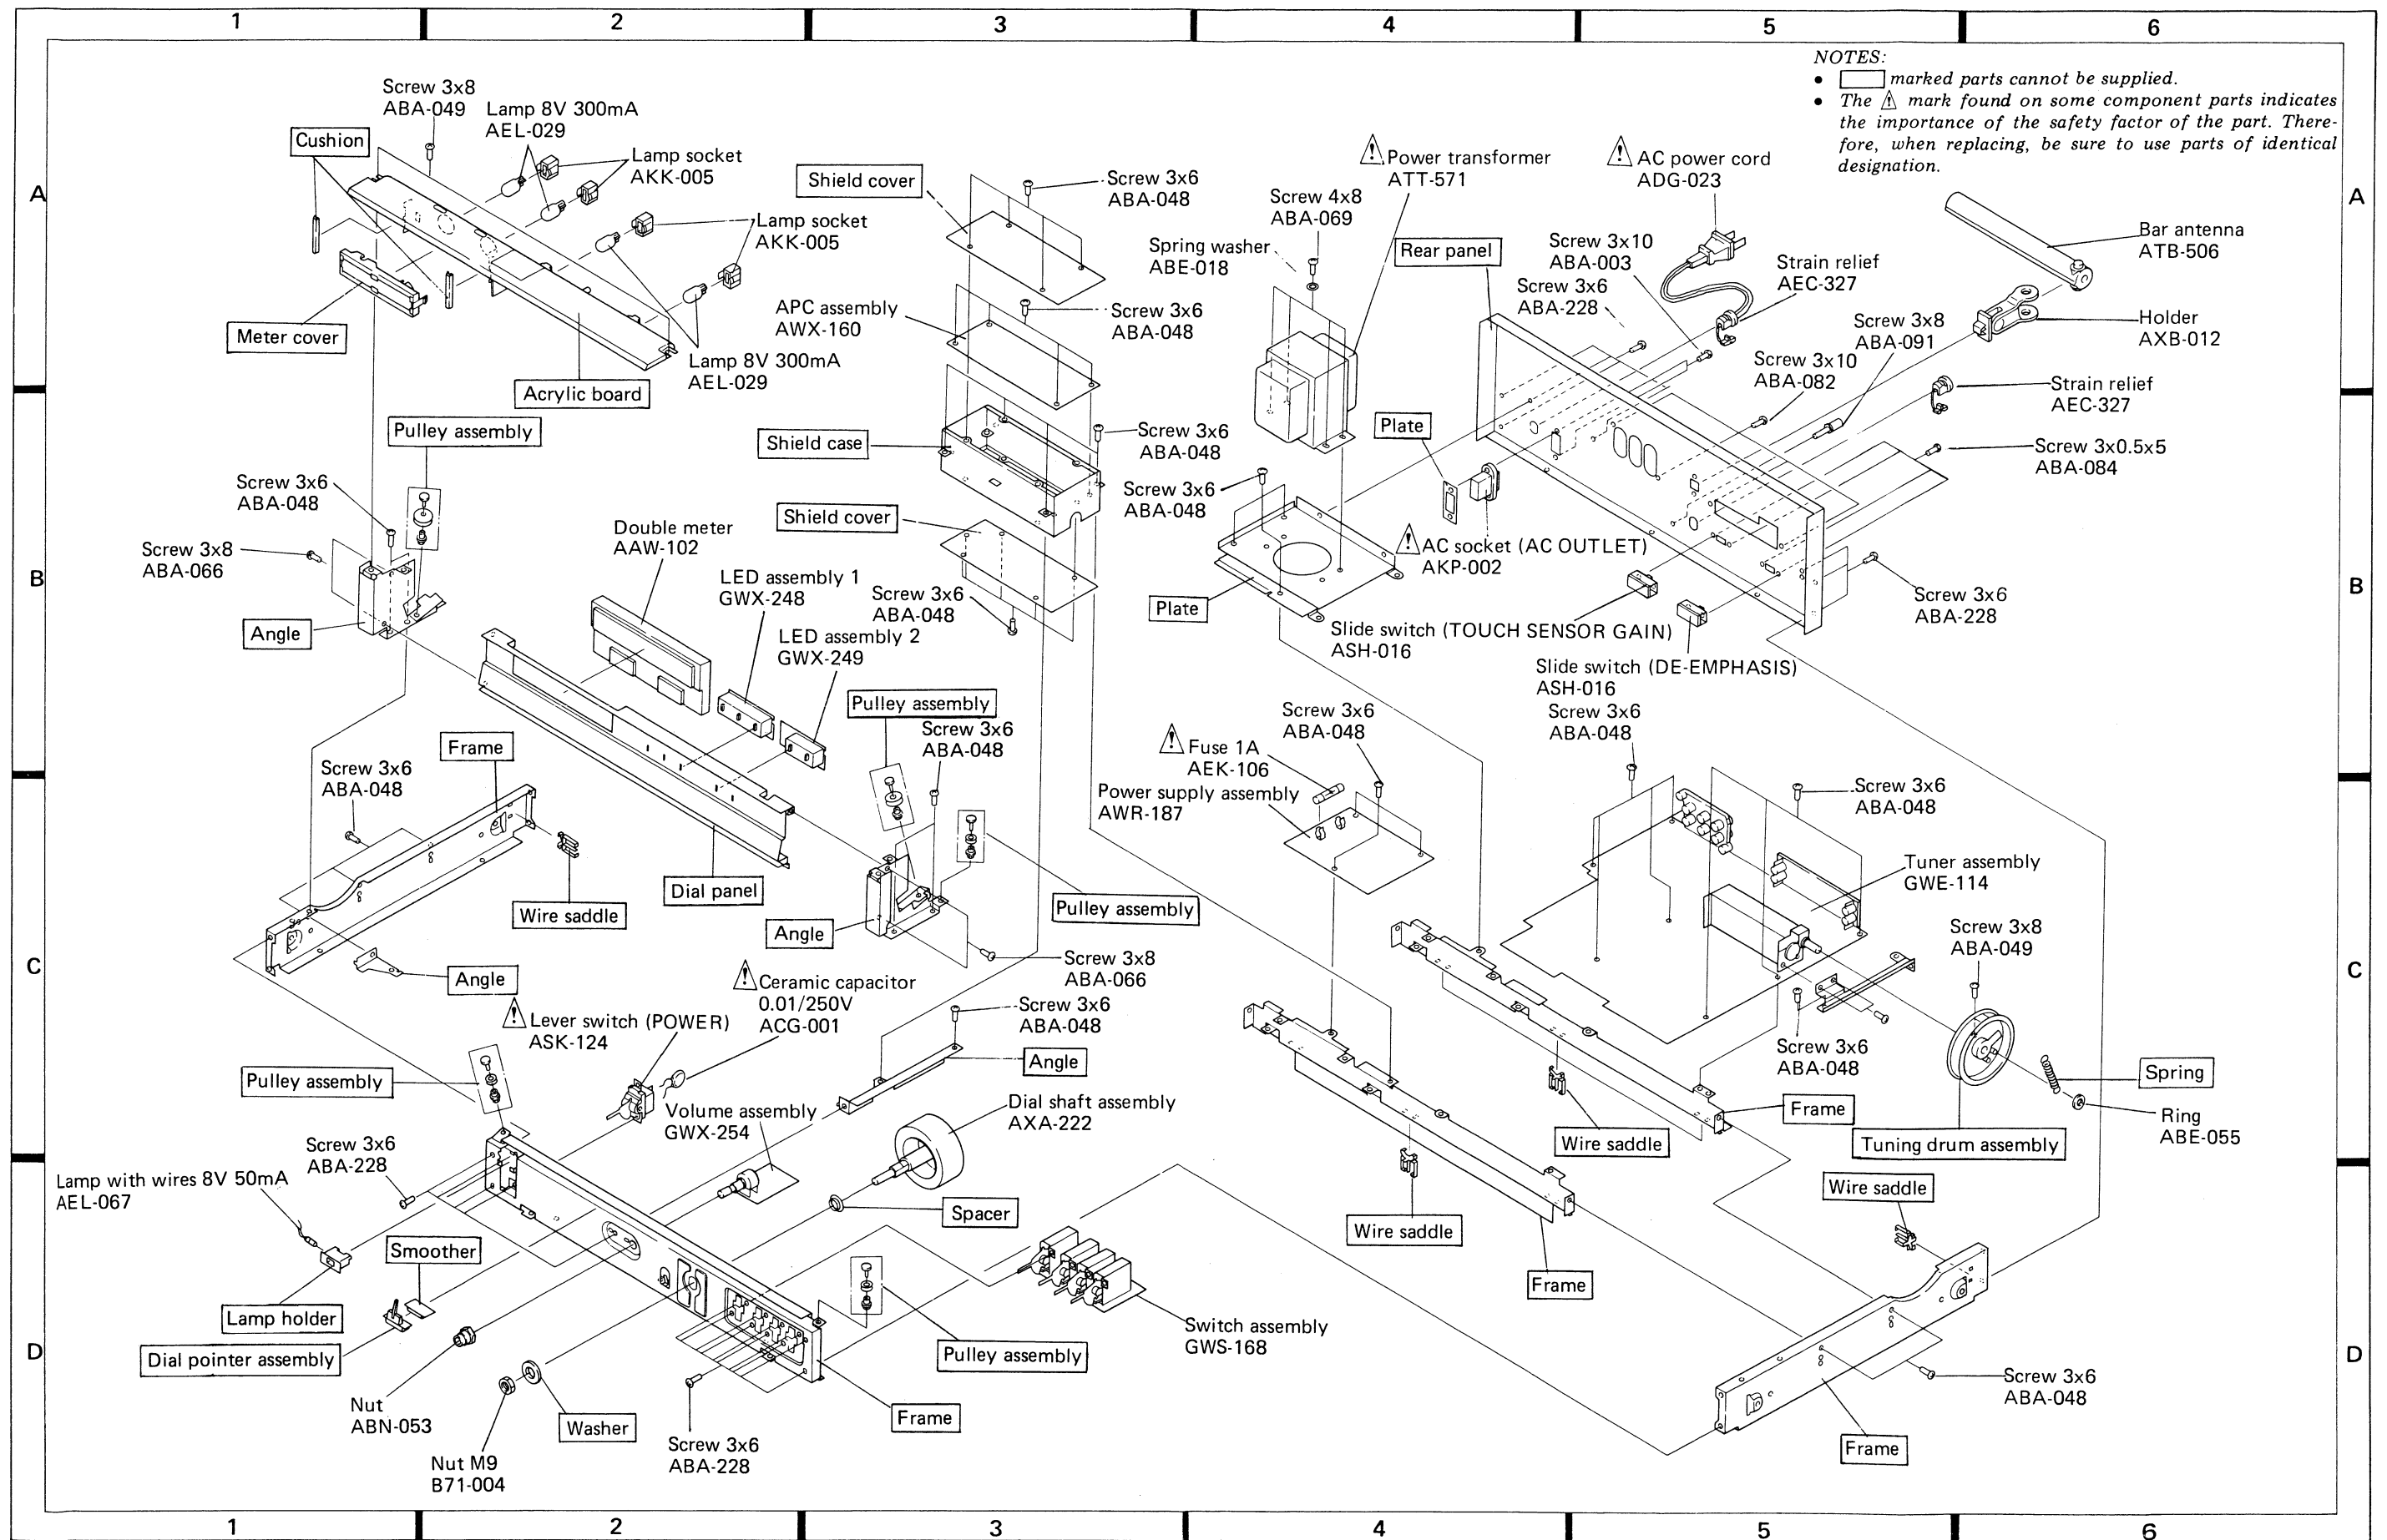 1 2 3 4 5 6
NOTES:
• marked parts cannot be supplied.
• The ⚠ mark found on some component parts indicates
the importance of the safety factor of the part. There-
fore, when replacing, be sure to use parts of identical
designation.
A
A
Screw 3x8
ABA-049
Lamp 8V 300mA
AEL-029
Cushion
Lamp socket
AKK-005
Lamp socket
AKK-005
Meter cover
Lamp 8V 300mA
AEL-029
Acrylic board
Shield cover
Screw 3x6
ABA-048
APC assembly
AWX-160
Screw 3x6
ABA-048
⚠ Power transformer
ATT-571
Screw 4x8
ABA-069
Spring washer
ABE-018
Rear panel
⚠ AC power cord
ADG-023
Screw 3x10
ABA-003
Screw 3x6
ABA-228
Strain relief
AEC-327
Bar antenna
ATB-506
Holder
AXB-012
Screw 3x8
ABA-091
Screw 3x10
ABA-082
Strain relief
AEC-327
B
B
Pulley assembly
Screw 3x6
ABA-048
Screw 3x8
ABA-066
Angle
Double meter
AAW-102
LED assembly 1
GWX-248
LED assembly 2
GWX-249
Shield case
Screw 3x6
ABA-048
Shield cover
Screw 3x6
ABA-048
Screw 3x6
ABA-048
Plate
Plate
⚠ AC socket (AC OUTLET)
AKP-002
Screw 3x0.5x5
ABA-084
Screw 3x6
ABA-228
Slide switch (TOUCH SENSOR GAIN)
ASH-016
Slide switch (DE-EMPHASIS)
ASH-016
Screw 3x6
ABA-048
Pulley assembly
Screw 3x6
ABA-048
Frame
Screw 3x6
ABA-048
Screw 3x6
ABA-048
⚠ Fuse 1A
AEK-106
Power supply assembly
AWR-187
Screw 3x6
ABA-048
C
C
Tuner assembly
GWE-114
Dial panel
Wire saddle
Pulley assembly
Angle
Screw 3x8
ABA-066
Angle
Screw 3x8
ABA-049
⚠ Ceramic capacitor
0.01/250V
ACG-001
⚠ Lever switch (POWER)
ASK-124
Screw 3x6
ABA-048
Angle
Screw 3x6
ABA-048
Spring
Pulley assembly
Volume assembly
GWX-254
Dial shaft assembly
AXA-222
Frame
Ring
ABE-055
Wire saddle
Tuning drum assembly
D
D
Screw 3x6
ABA-228
Lamp with wires 8V 50mA
AEL-067
Spacer
Wire saddle
Wire saddle
Smoother
Frame
Lamp holder
Dial pointer assembly
Switch assembly
GWS-168
Pulley assembly
Nut
ABN-053
Washer
Frame
Screw 3x6
ABA-048
Nut M9
B71-004
Screw 3x6
ABA-228
Frame
1 2 3 4 5 6